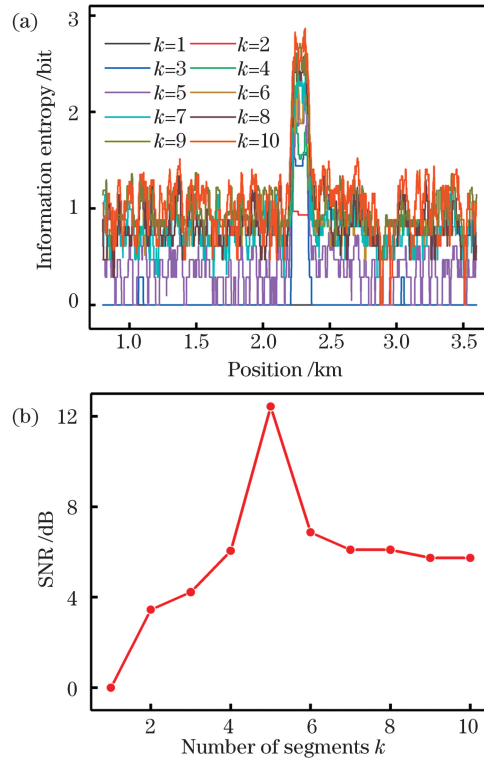 (a)
Information entropy /bit
3
2
1
0
k=1 k=2
k=3 k=4
k=5 k=6
k=7 k=8
k=9 k=10
1.0 1.5 2.0 2.5 3.0 3.5
Position /km
(b)
SNR /dB
12
8
4
0
2 4 6 8 10
Number of segments k